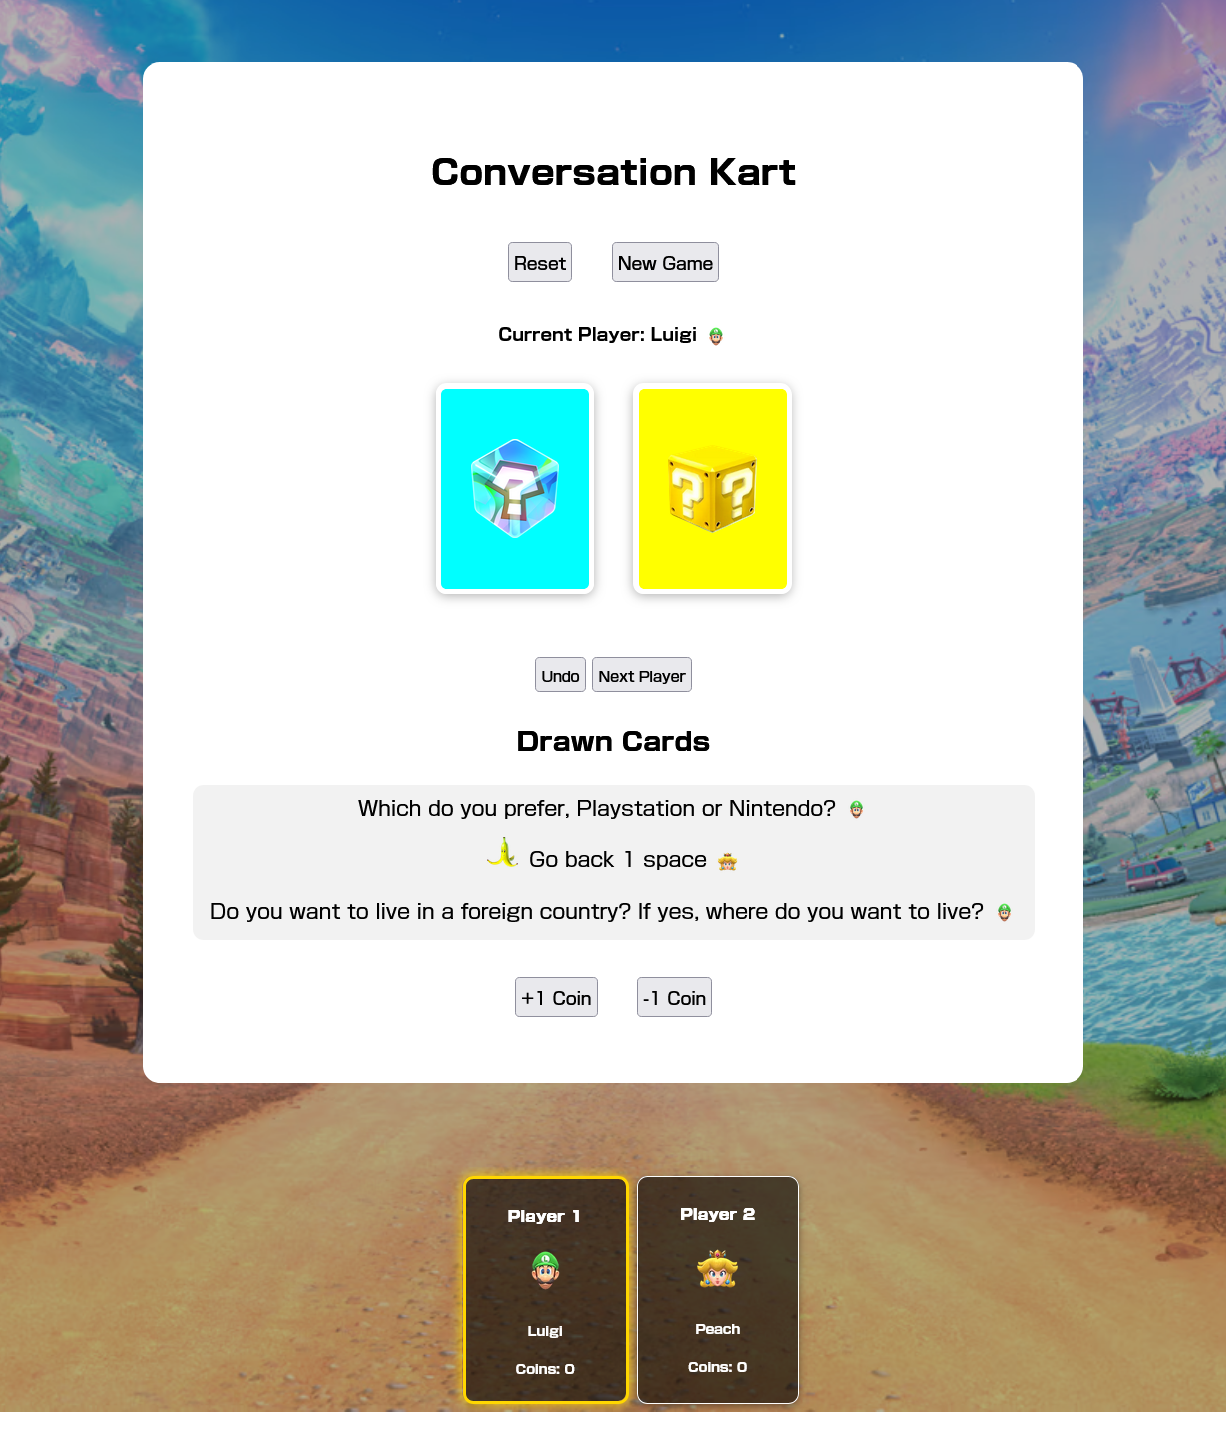 Conversation Kart
Reset
New Game
Current Player: Luigi
? ? ?
Undo
Next Player
Drawn Cards
Which do you prefer, Playstation or Nintendo?
Go back 1 space
Do you want to live in a foreign country? If yes, where do you want to live?
+1 Coin
-1 Coin
Player 1
Luigi
Coins: 0
Player 2
Peach
Coins: 0